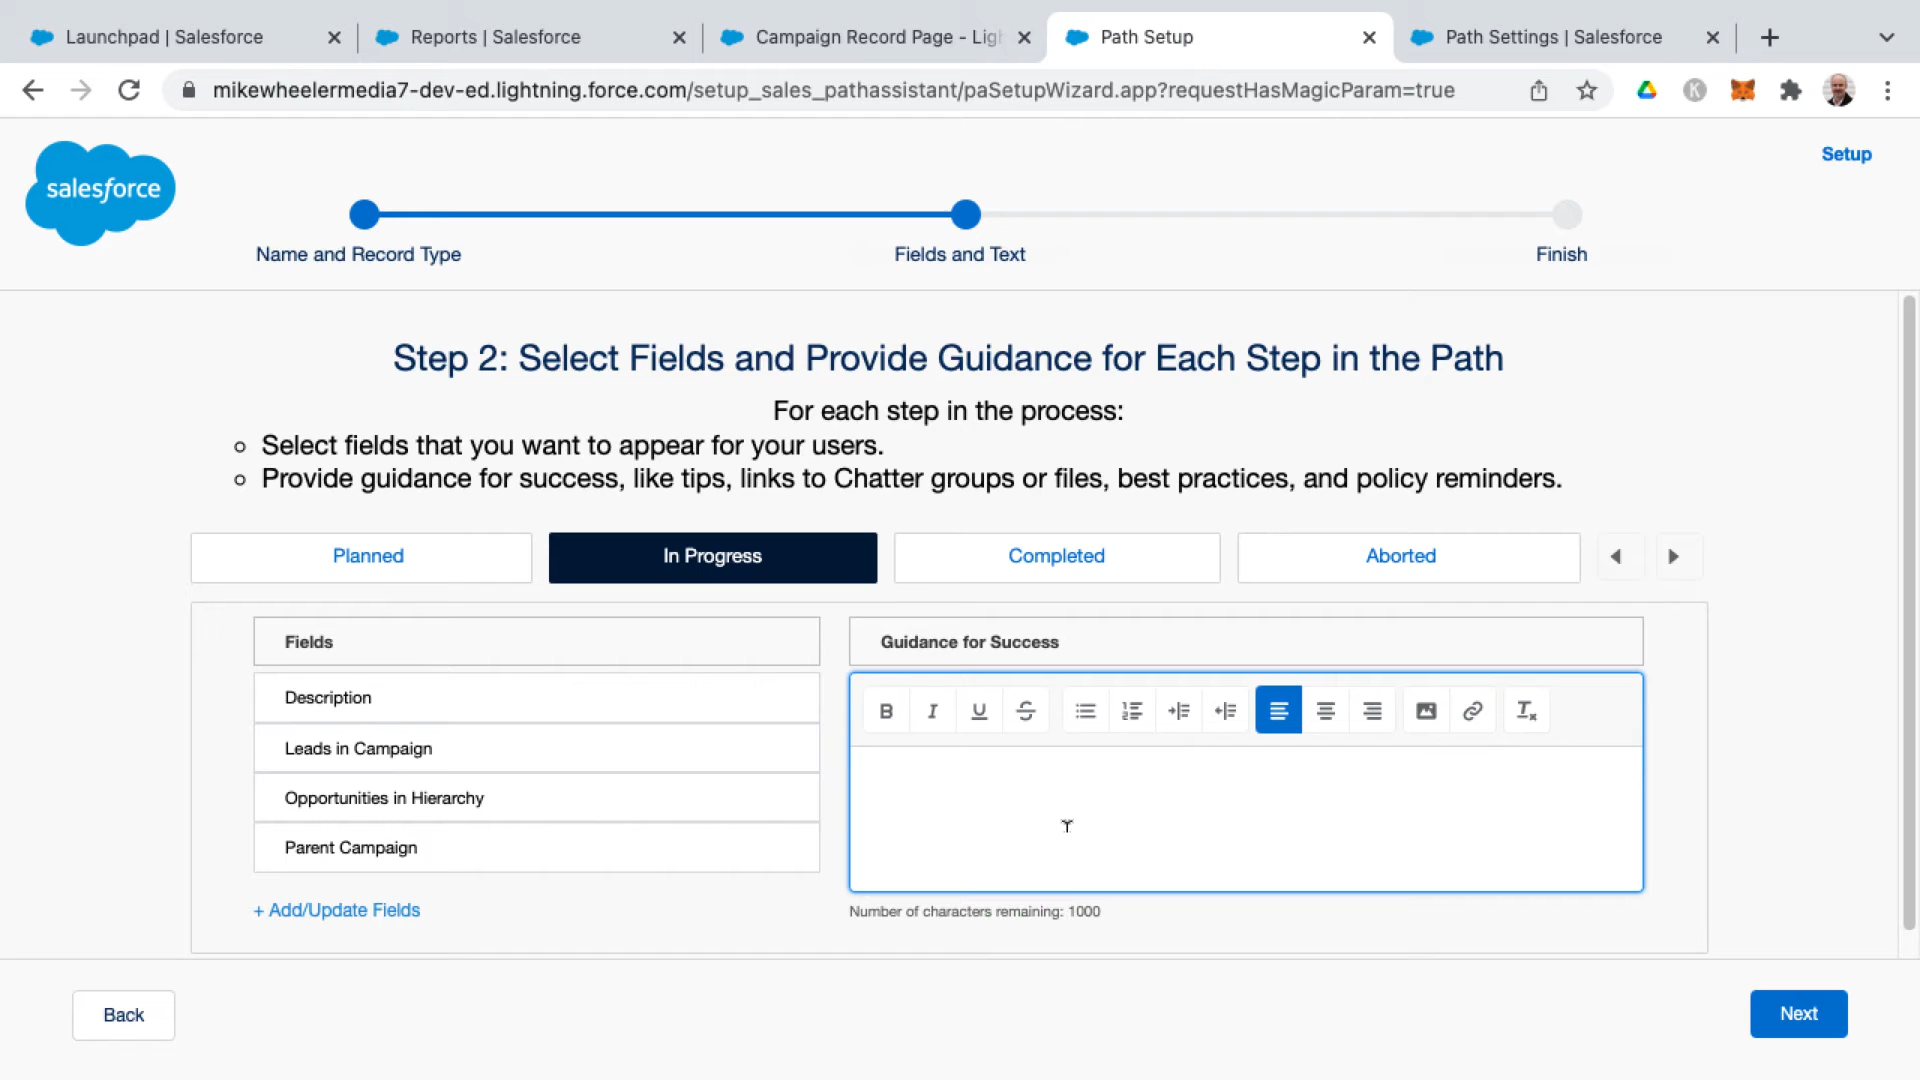 Launchpad | Salesforce
Reports | Salesforce
Campaign Record Page - Ligh
Path Setup
Path Settings | Salesforce
mikewheelermedia7-dev-ed.lightning.force.com/setup_sales_pathassistant/paSetupWizard.app?requestHasMagicParam=true
K
salesforce
Setup
Name and Record Type
Fields and Text
Finish
Step 2: Select Fields and Provide Guidance for Each Step in the Path
For each step in the process:
Select fields that you want to appear for your users.
Provide guidance for success, like tips, links to Chatter groups or files, best practices, and policy reminders.
Planned
In Progress
Completed
Aborted
Fields
Guidance for Success
Description
B I U S
Leads in Campaign
Opportunities in Hierarchy
Parent Campaign
+ Add/Update Fields
Number of characters remaining: 1000
Back
Next